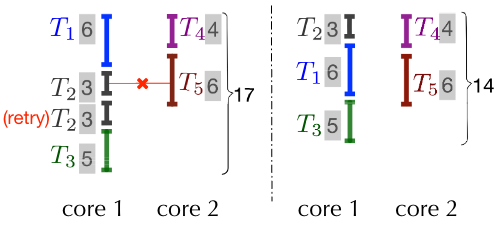 T1 6 T4 4
T2 3 T5 6 17
(retry) T2 3
T3 5
core 1 core 2
T2 3 T4 4
T1 6 T5 6 14
T3 5
core 1 core 2